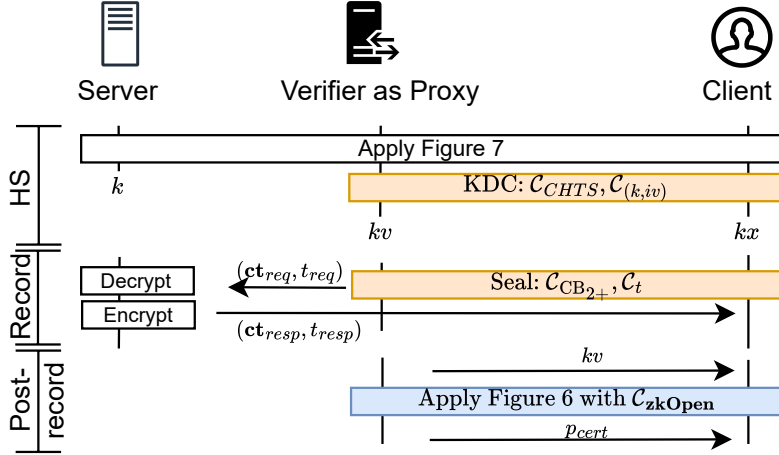 Server
Verifier as Proxy
Client
HS
Apply Figure 7
k
KDC: 𝒞_{CHTS}, 𝒞_{(k,iv)}
kv
kx
Record
Decrypt
(ct_{req}, t_{req})
Seal: 𝒞_{CB_{2+}}, 𝒞_t
Encrypt
(ct_{resp}, t_{resp})
Post-
record
kv
Apply Figure 6 with 𝒞_{zkOpen}
p_{cert}